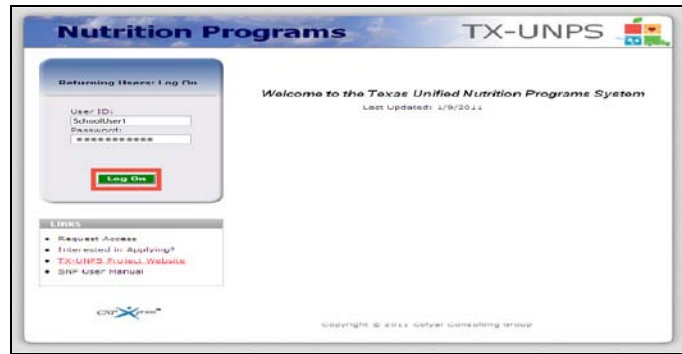 Nutrition Programs
TX-UNPS
Returning Users: Log On
User ID:
SchoolUser1
Password:
***********
Log On
Welcome to the Texas Unified Nutrition Programs System
Last Updated: 1/9/2011
LINKS
Request Access
Interested in Applying?
TX-UNPS Project Website
SNP User Manual
CNP Xpress
Copyright © 2011 Colyar Consulting Group